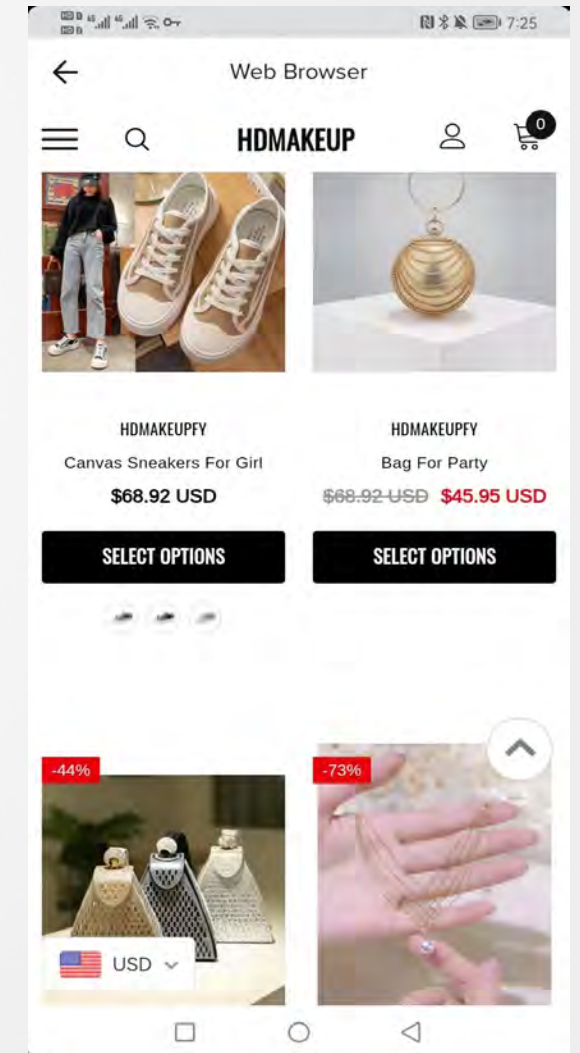 7:25
Web Browser
HDMAKEUP
0
HDMAKEUPFY
Canvas Sneakers For Girl
$68.92 USD
SELECT OPTIONS
HDMAKEUPFY
Bag For Party
$68.92 USD $45.95 USD
SELECT OPTIONS
-44%
-73%
USD